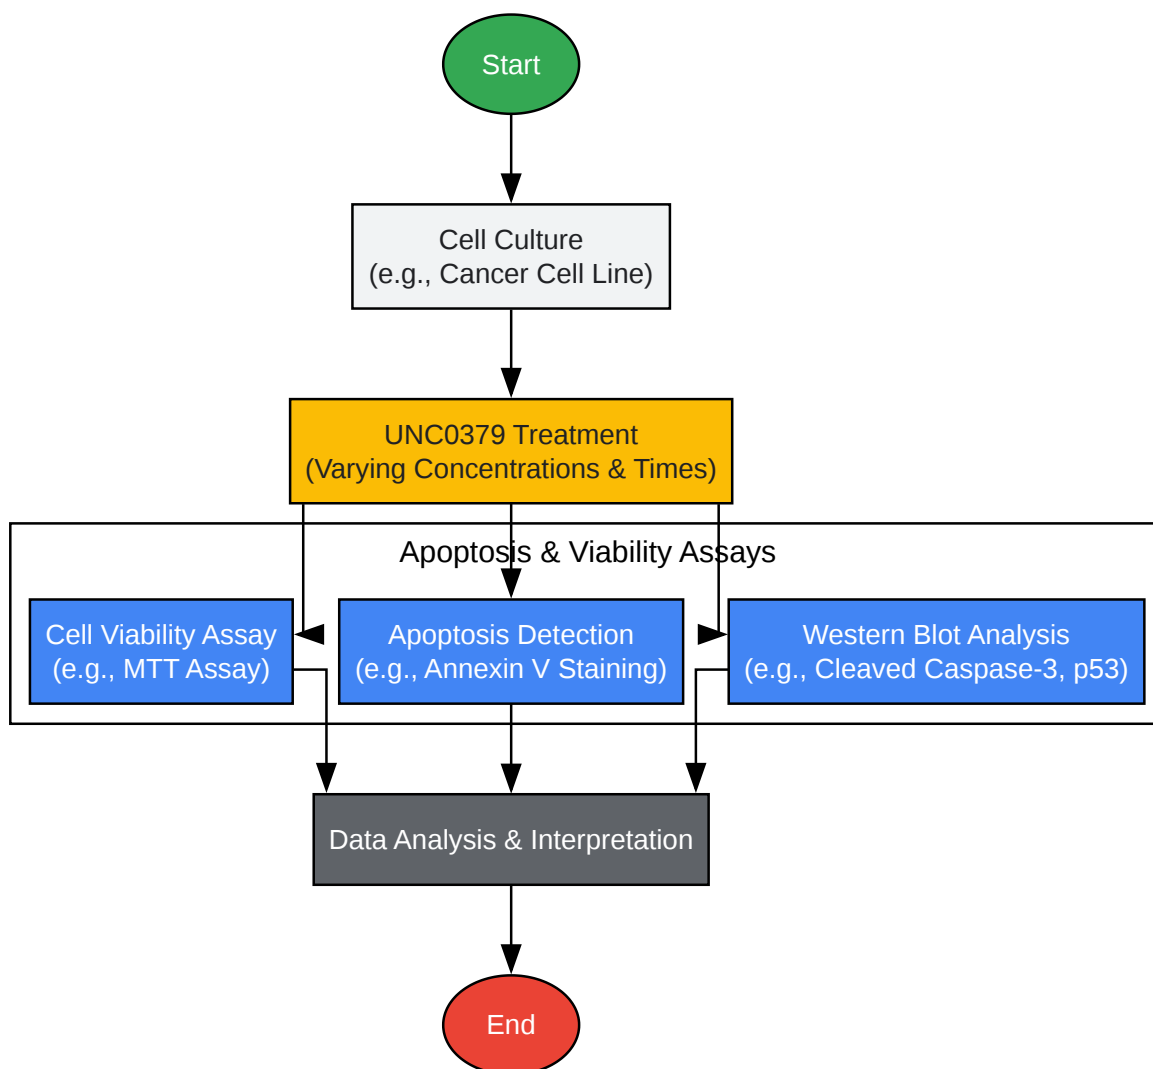 Start
Cell Culture
(e.g., Cancer Cell Line)
UNC0379 Treatment
(Varying Concentrations & Times)
Apoptosis & Viability Assays
Cell Viability Assay
(e.g., MTT Assay)
Apoptosis Detection
(e.g., Annexin V Staining)
Western Blot Analysis
(e.g., Cleaved Caspase-3, p53)
Data Analysis & Interpretation
End